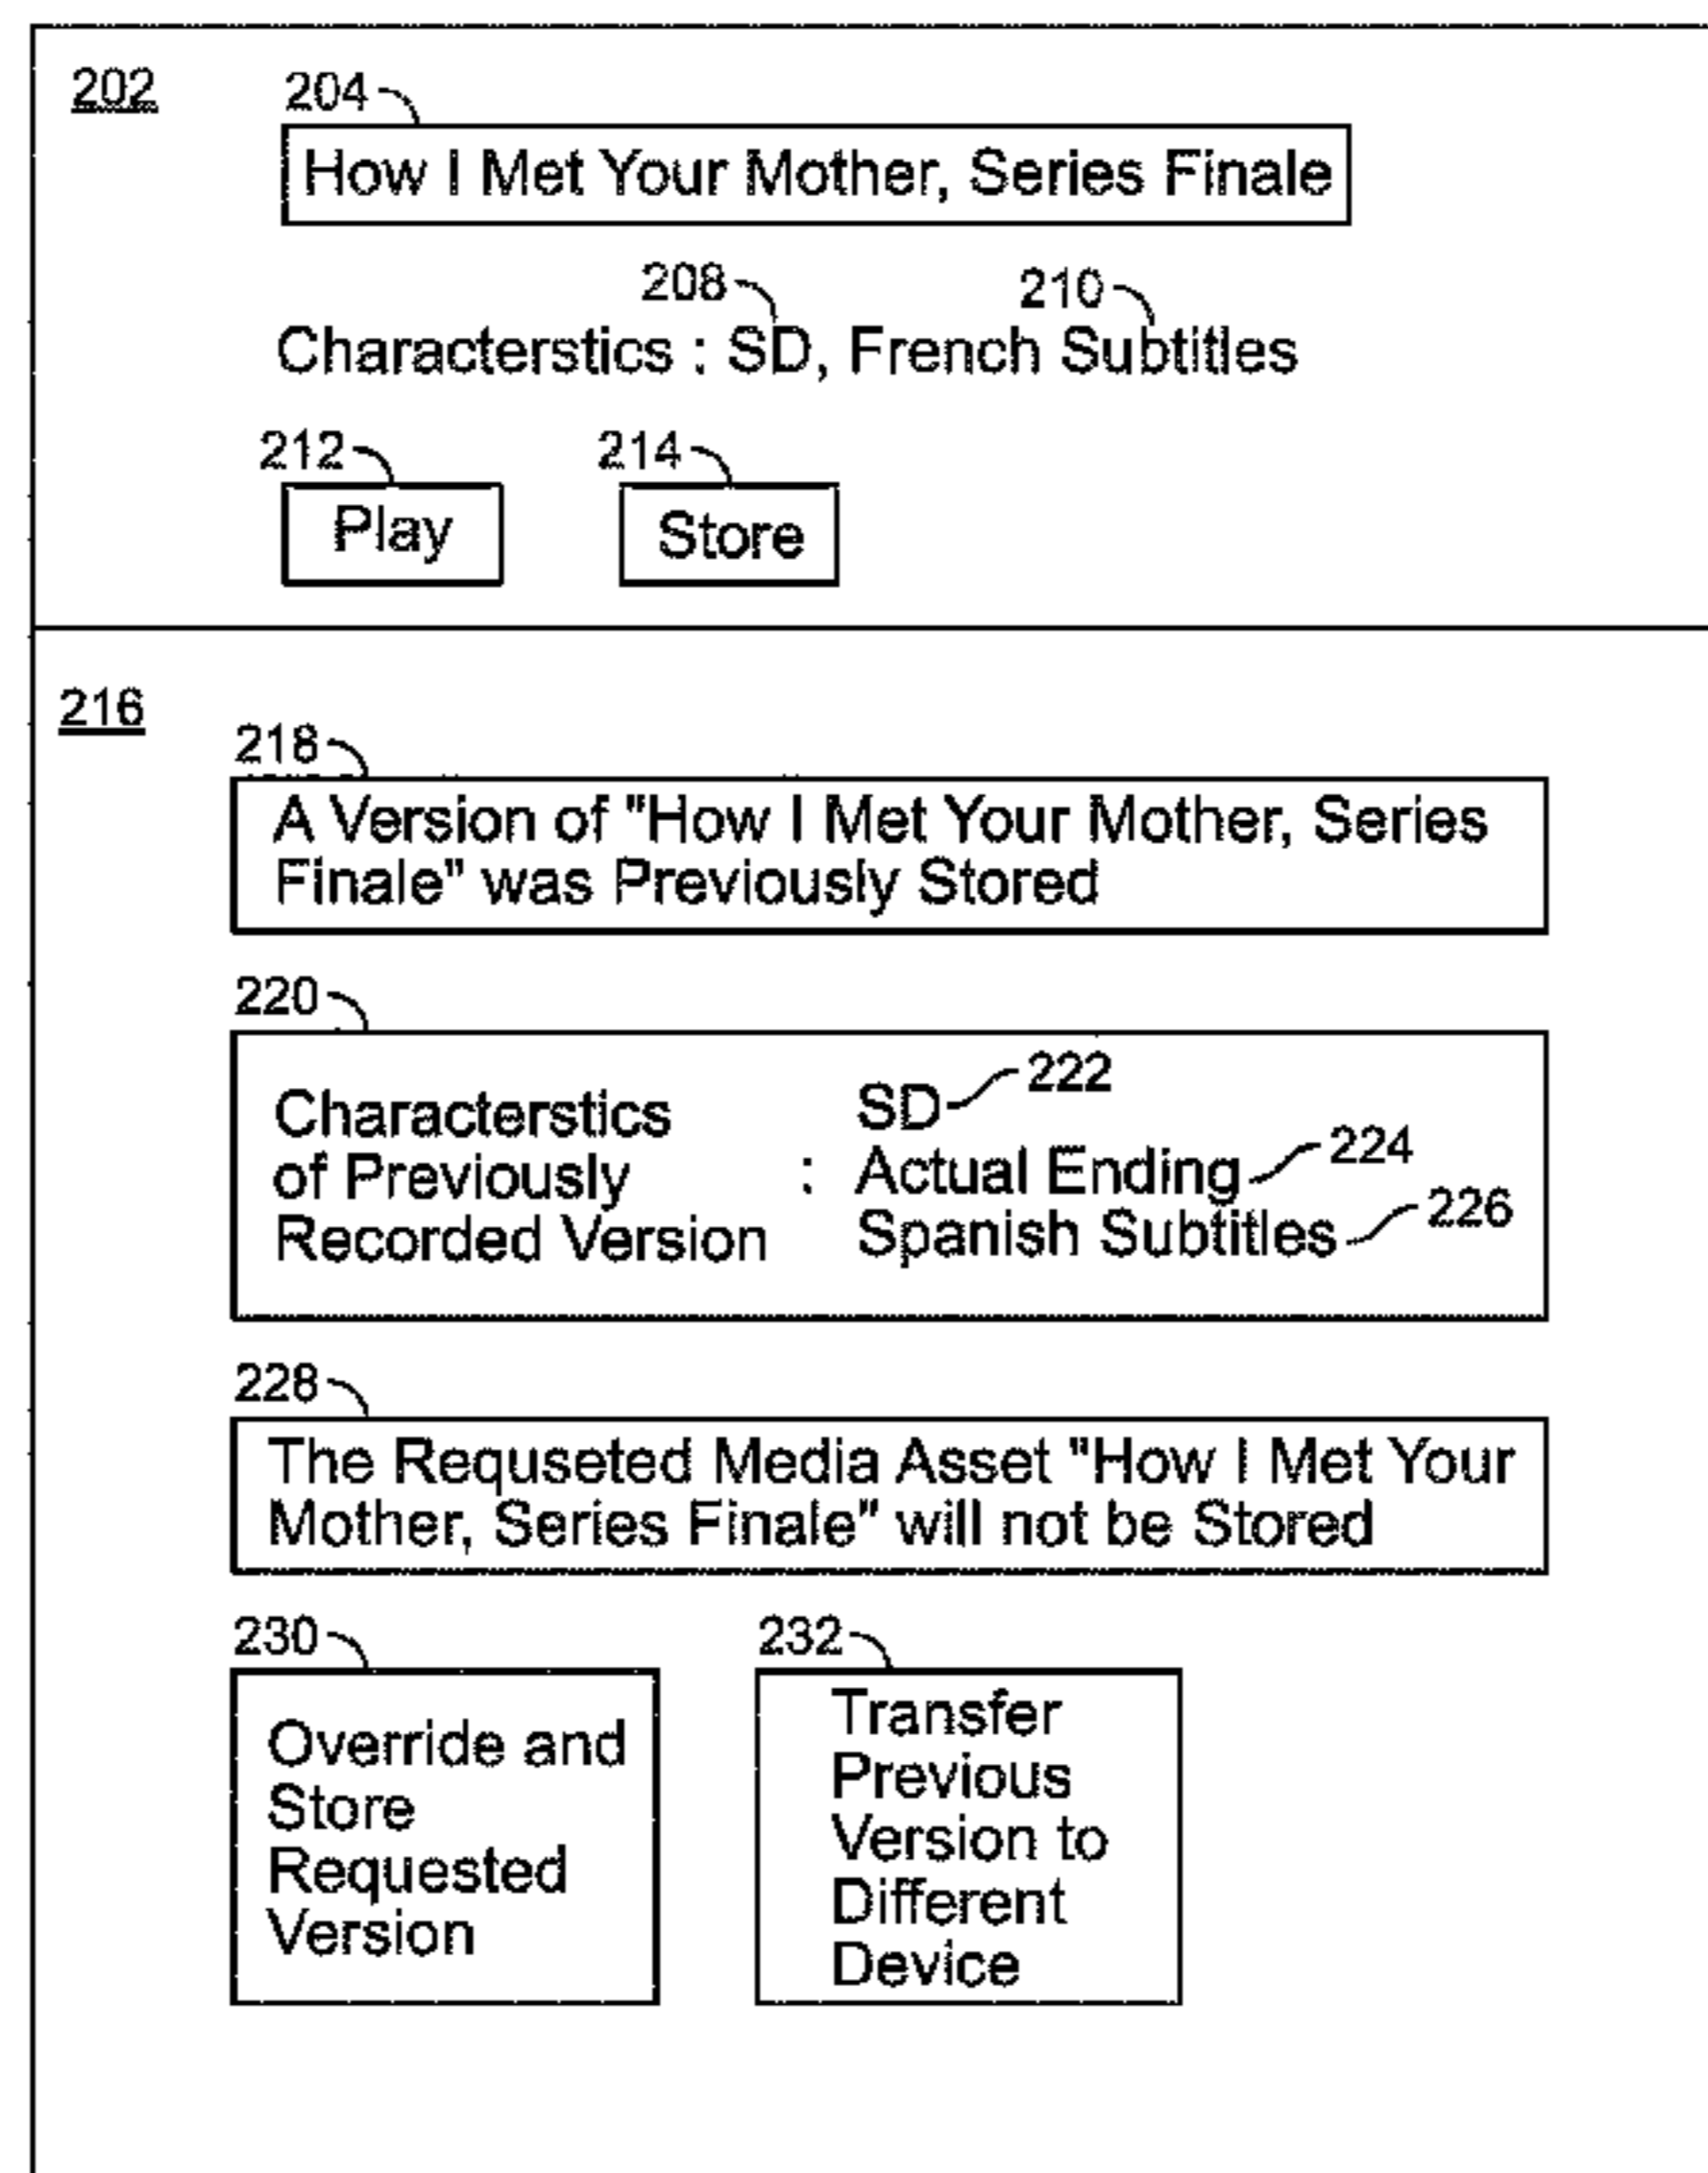 202
204
How I Met Your Mother, Series Finale
208 210
Characterstics : SD, French Subtitles
212 214
Play Store
216
218
A Version of "How I Met Your Mother, Series
Finale" was Previously Stored
220
Characterstics
of Previously
Recorded Version
:
SD 222
Actual Ending 224
Spanish Subtitles 226
228
The Requseted Media Asset "How I Met Your
Mother, Series Finale" will not be Stored
230
Override and
Store
Requested
Version
232
Transfer
Previous
Version to
Different
Device